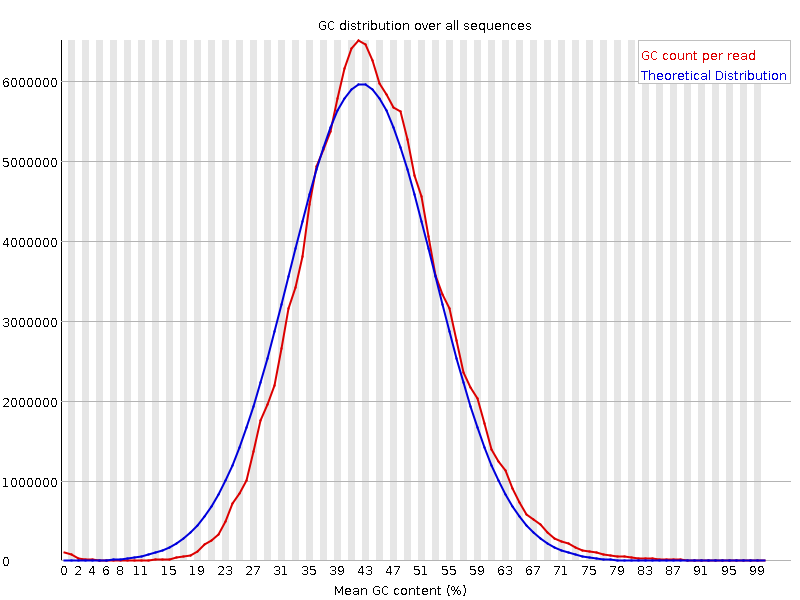 GC distribution over all sequences
GC count per read
Theoretical Distribution
6000000
5000000
4000000
3000000
2000000
1000000
0
0 2 4 6 8 11 15 19 23 27 31 35 39 43 47 51 55 59 63 67 71 75 79 83 87 91 95 99
Mean GC content (%)